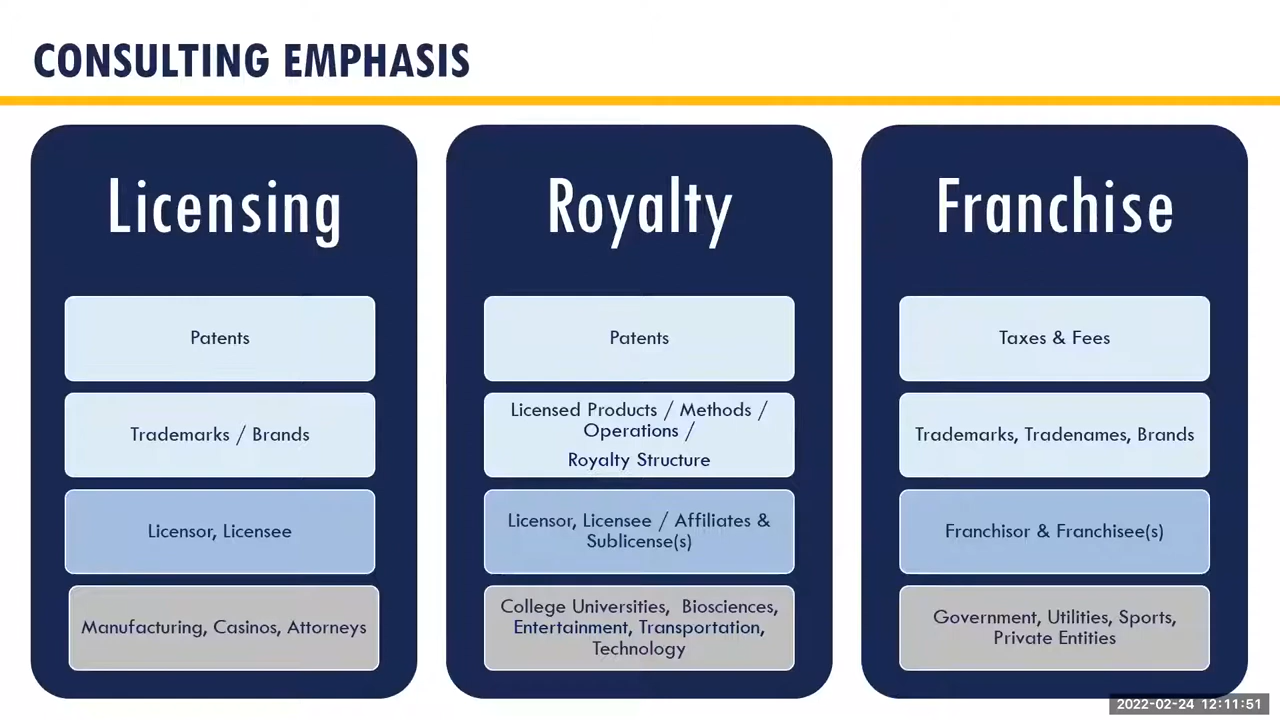 CONSULTING EMPHASIS
Licensing
Patents
Trademarks / Brands
Licensor, Licensee
Manufacturing, Casinos, Attorneys
Royalty
Patents
Licensed Products / Methods /
Operations /
Royalty Structure
Licensor, Licensee / Affiliates &
Sublicense(s)
College Universities,  Biosciences,
Entertainment, Transportation,
Technology
Franchise
Taxes & Fees
Trademarks, Tradenames, Brands
Franchisor & Franchisee(s)
Government, Utilities, Sports,
Private Entities
2022-02-24 12:11:51